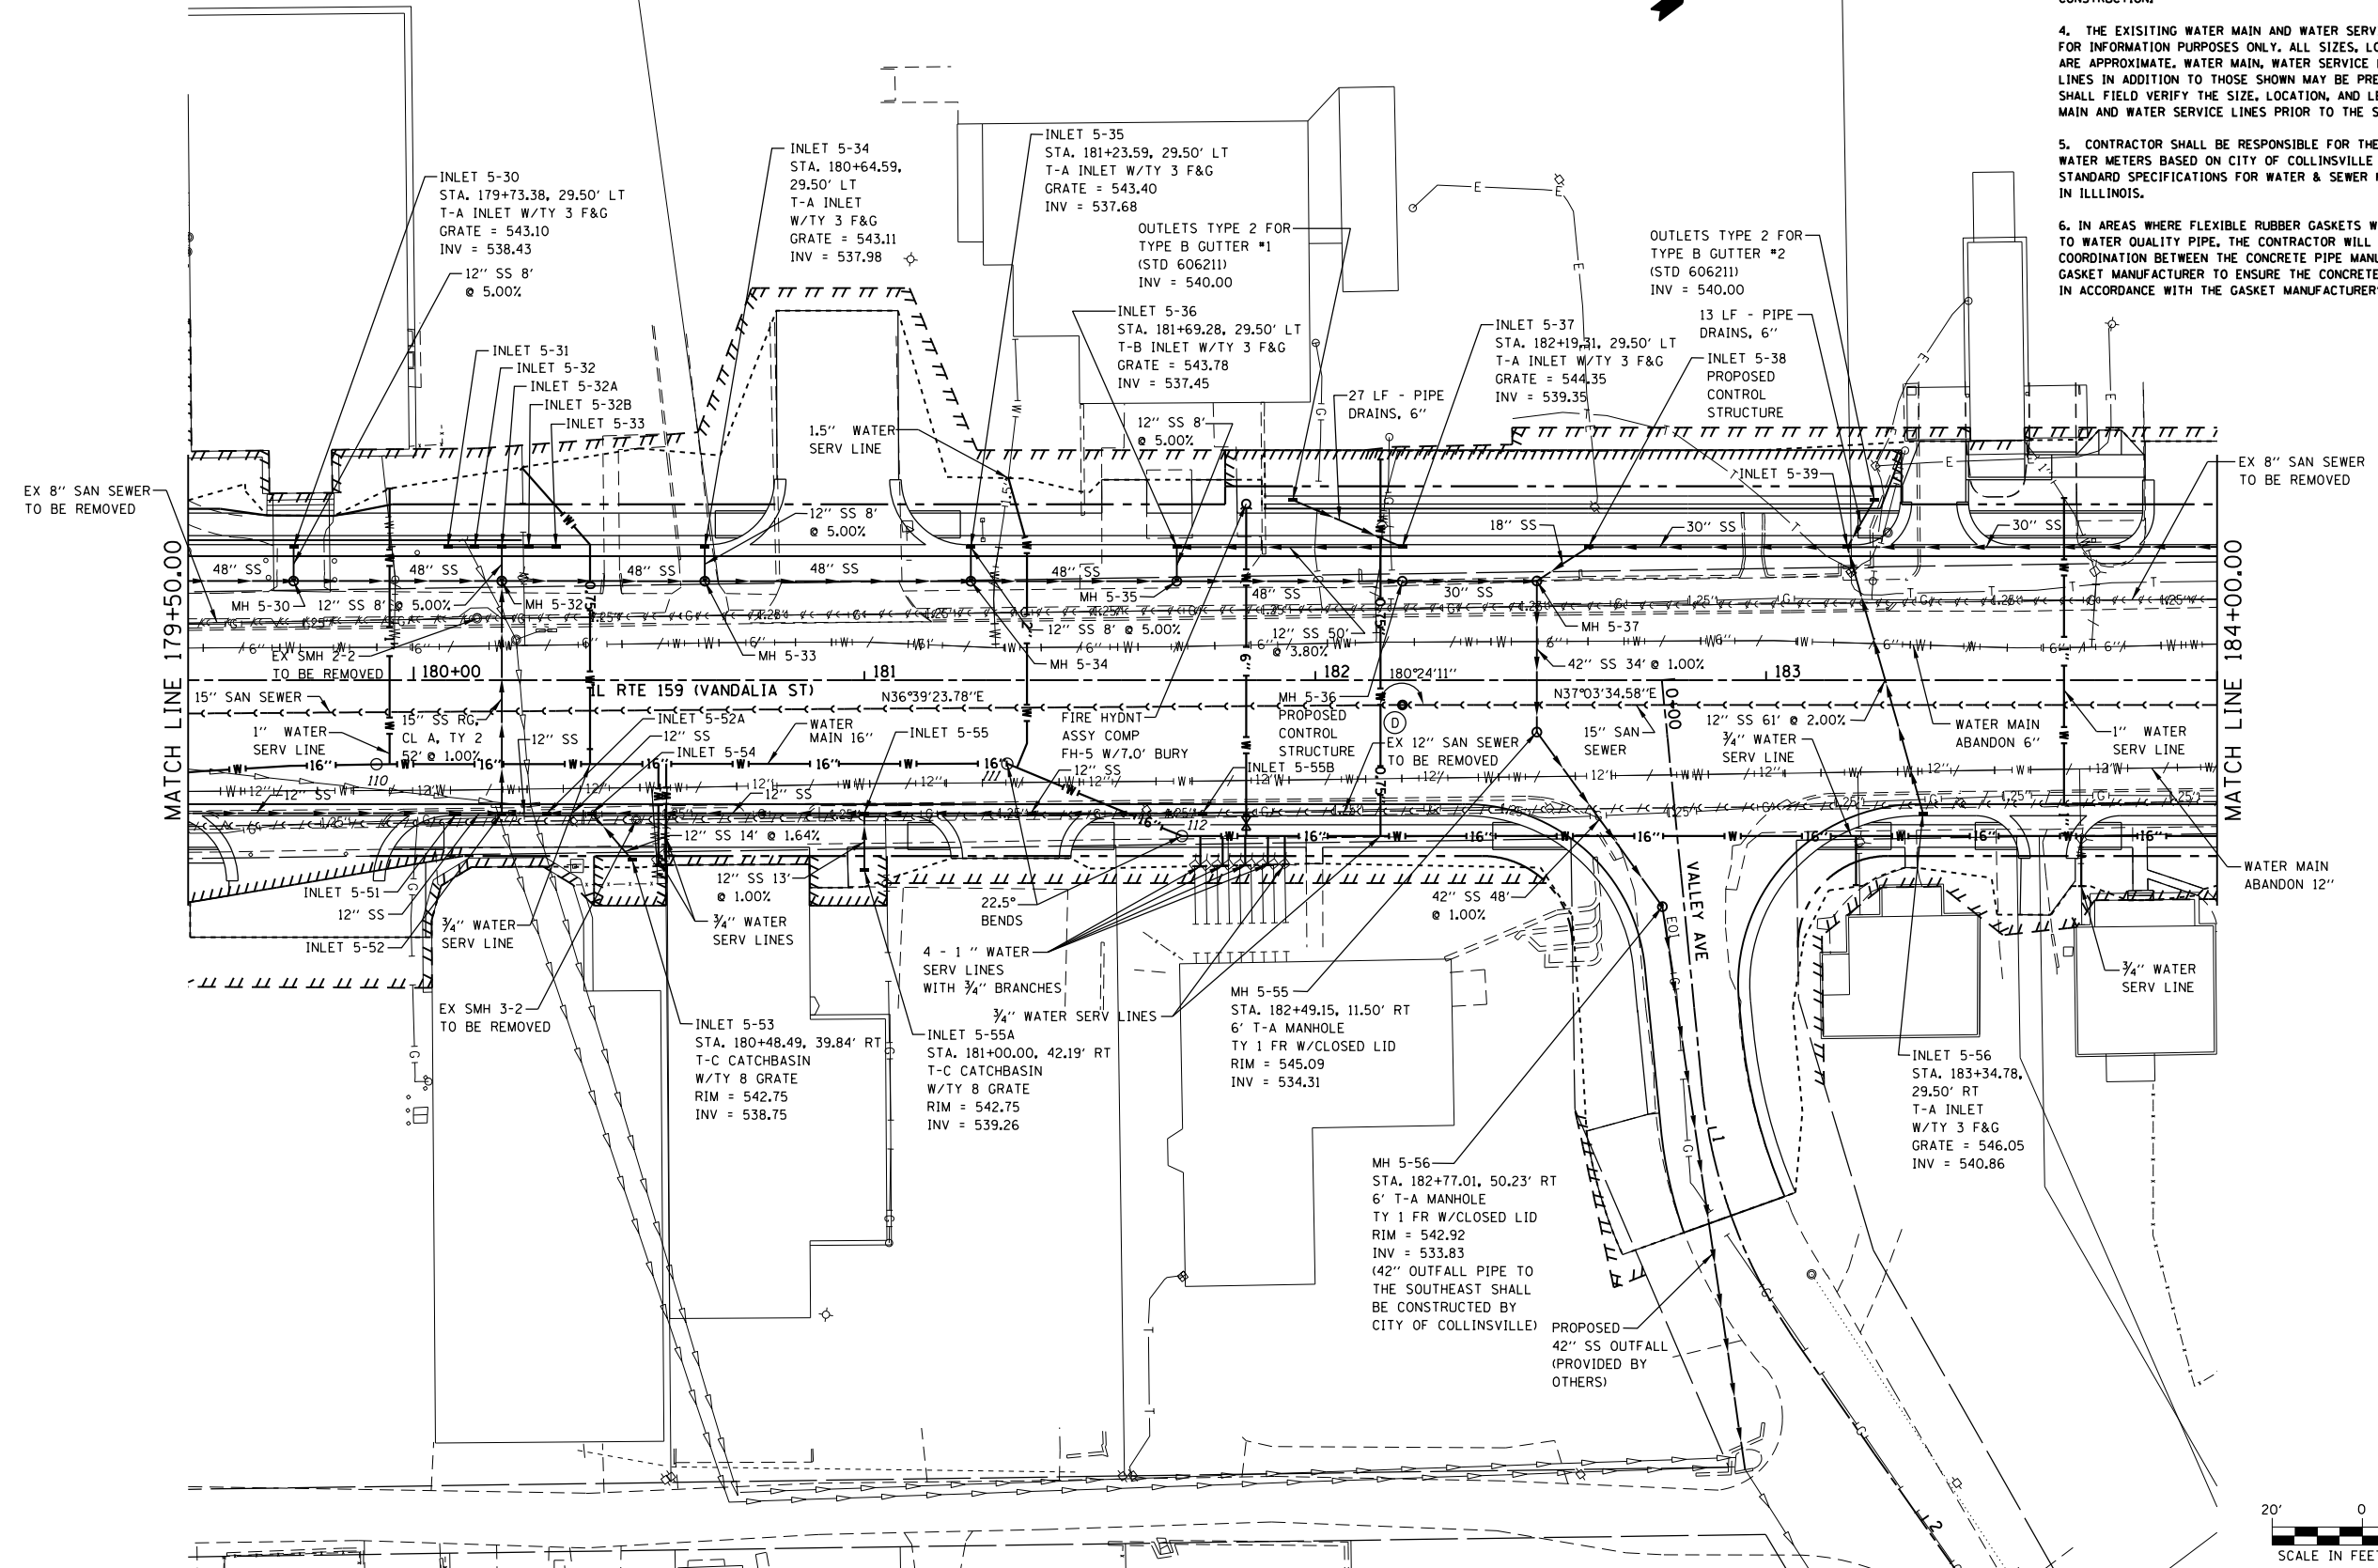 CONSTRUCTION.
4. THE EXISITING WATER MAIN AND WATER SERV
FOR INFORMATION PURPOSES ONLY. ALL SIZES, LO
ARE APPROXIMATE. WATER MAIN, WATER SERVICE
LINES IN ADDITION TO THOSE SHOWN MAY BE PRE
SHALL FIELD VERIFY THE SIZE, LOCATION, AND LE
MAIN AND WATER SERVICE LINES PRIOR TO THE S
5. CONTRACTOR SHALL BE RESPONSIBLE FOR THE
WATER METERS BASED ON CITY OF COLLINSVILLE
STANDARD SPECIFICATIONS FOR WATER & SEWER
IN ILLLINOIS.
6. IN AREAS WHERE FLEXIBLE RUBBER GASKETS W
TO WATER QUALITY PIPE, THE CONTRACTOR WILL
COORDINATION BETWEEN THE CONCRETE PIPE MANU
GASKET MANUFACTURER TO ENSURE THE CONCRETE
IN ACCORDANCE WITH THE GASKET MANUFACTURER'
INLET 5-30
STA. 179+73.38, 29.50' LT
T-A INLET W/TY 3 F&G
GRATE = 543.10
INV = 538.43
12'' SS 8'
@ 5.00%
INLET 5-34
STA. 180+64.59,
29.50' LT
T-A INLET
W/TY 3 F&G
GRATE = 543.11
INV = 537.98
INLET 5-35
STA. 181+23.59, 29.50' LT
T-A INLET W/TY 3 F&G
GRATE = 543.40
INV = 537.68
OUTLETS TYPE 2 FOR
TYPE B GUTTER #1
(STD 606211)
INV = 540.00
INLET 5-36
STA. 181+69.28, 29.50' LT
T-B INLET W/TY 3 F&G
GRATE = 543.78
INV = 537.45
OUTLETS TYPE 2 FOR
TYPE B GUTTER #2
(STD 606211)
INV = 540.00
13 LF - PIPE
DRAINS, 6''
INLET 5-37
STA. 182+19.31, 29.50' LT
T-A INLET W/TY 3 F&G
GRATE = 544.35
INV = 539.35
INLET 5-38
PROPOSED
CONTROL
STRUCTURE
INLET 5-31
INLET 5-32
INLET 5-32A
INLET 5-32B
INLET 5-33
1.5'' WATER
SERV LINE
12'' SS 8'
@ 5.00%
27 LF - PIPE
DRAINS, 6''
INLET 5-39
EX 8'' SAN SEWER
TO BE REMOVED
EX 8'' SAN SEWER
TO BE REMOVED
12'' SS 8'
@ 5.00%
18'' SS
30'' SS
30'' SS
MATCH LINE 179+50.00
MATCH LINE 184+00.00
48'' SS
48'' SS
48'' SS
48'' SS
48'' SS
48'' SS
30'' SS
MH 5-30
12'' SS 8' @ 5.00%
MH 5-32
MH 5-35
12'' SS 8' @ 5.00%
12'' SS 50'
@ 3.80%
MH 5-37
MH 5-33
MH 5-34
42'' SS 34' @ 1.00%
EX SMH 2-2
TO BE REMOVED
180+00
181
182
183
180°24'11''
IL RTE 159 (VANDALIA ST)
N36°39'23.78''E
N37°03'34.58''E
15'' SAN SEWER
MH 5-36
PROPOSED
CONTROL
STRUCTURE
D
0+00
15'' SS RG,
CL A, TY 2
52' @ 1.00%
1'' WATER
SERV LINE
12'' SS
INLET 5-52A
12'' SS
INLET 5-54
WATER
MAIN 16''
INLET 5-55
FIRE HYDNT
ASSY COMP
FH-5 W/7.0' BURY
12'' SS
INLET 5-55B
EX 12'' SAN SEWER
TO BE REMOVED
15'' SAN
SEWER
12'' SS 61' @ 2.00%
¾'' WATER
SERV LINE
WATER MAIN
ABANDON 6''
1'' WATER
SERV LINE
110
111
112
12'' SS
12'' SS
12'' SS 14' @ 1.64%
12'' SS 13'
@ 1.00%
INLET 5-51
12'' SS
INLET 5-52
¾'' WATER
SERV LINE
¾'' WATER
SERV LINES
22.5°
BENDS
4 - 1 '' WATER
SERV LINES
WITH ¾'' BRANCHES
¾'' WATER SERV LINES
42'' SS 48'
@ 1.00%
VALLEY AVE
WATER MAIN
ABANDON 12''
¾'' WATER
SERV LINE
EX SMH 3-2
TO BE REMOVED
INLET 5-53
STA. 180+48.49, 39.84' RT
T-C CATCHBASIN
W/TY 8 GRATE
RIM = 542.75
INV = 538.75
INLET 5-55A
STA. 181+00.00, 42.19' RT
T-C CATCHBASIN
W/TY 8 GRATE
RIM = 542.75
INV = 539.26
MH 5-55
STA. 182+49.15, 11.50' RT
6' T-A MANHOLE
TY 1 FR W/CLOSED LID
RIM = 545.09
INV = 534.31
MH 5-56
STA. 182+77.01, 50.23' RT
6' T-A MANHOLE
TY 1 FR W/CLOSED LID
RIM = 542.92
INV = 533.83
(42'' OUTFALL PIPE TO
THE SOUTHEAST SHALL
BE CONSTRUCTED BY
CITY OF COLLINSVILLE)
PROPOSED
42'' SS OUTFALL
(PROVIDED BY
OTHERS)
INLET 5-56
STA. 183+34.78,
29.50' RT
T-A INLET
W/TY 3 F&G
GRATE = 546.05
INV = 540.86
1
2
20' 0
SCALE IN FEE